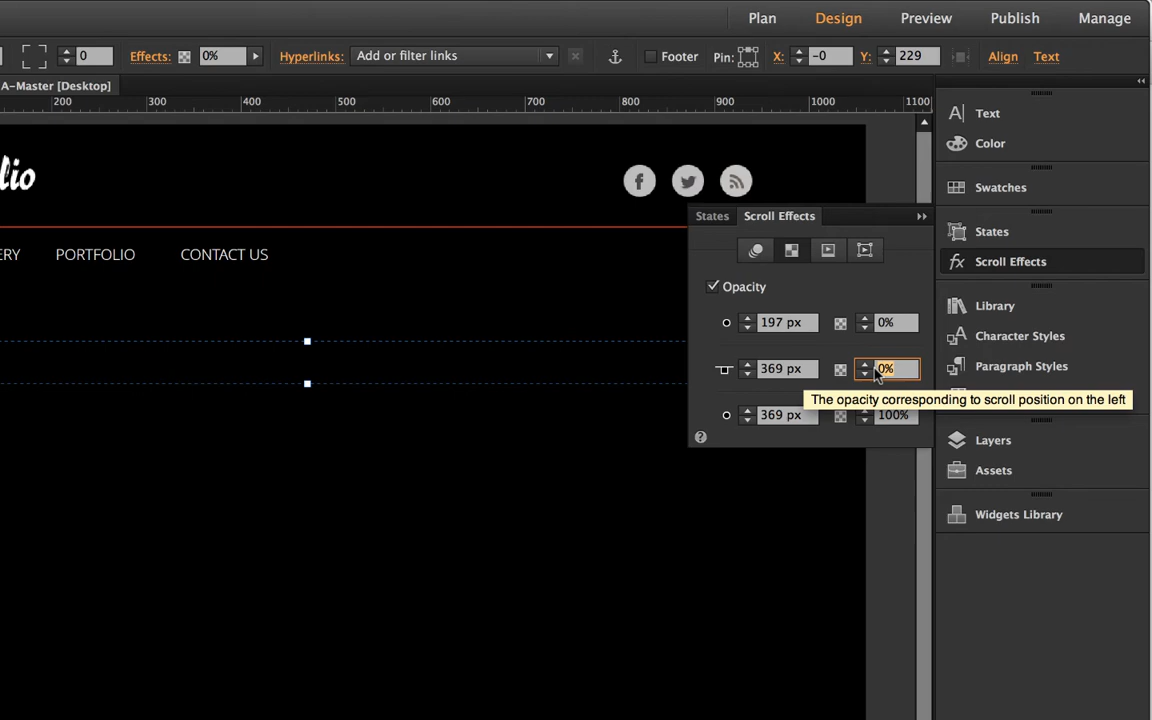 Plan Design Preview Publish Manage
0 Effects: 0% Hyperlinks: Add or filter links Footer Pin: X: -0 Y: 229 Align Text
A-Master [Desktop]
200 300 400 500 600 700 800 900 1000 1100
lio
ERY PORTFOLIO CONTACT US
States Scroll Effects
Opacity
197 px 0%
369 px 0%
The opacity corresponding to scroll position on the left
369 px 100%
Text
Color
Swatches
States
Scroll Effects
Library
Character Styles
Paragraph Styles
Layers
Assets
Widgets Library